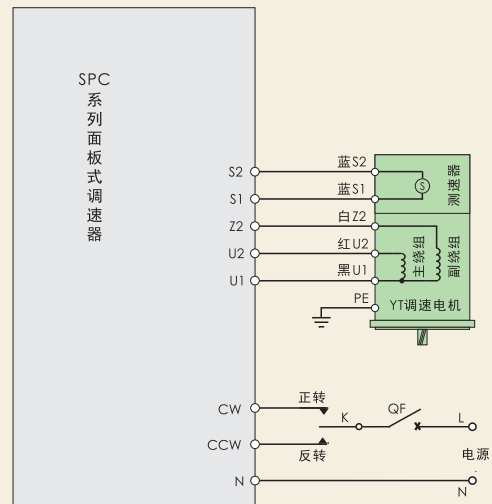 SPC
系
列
面
板
式
调
速
器
S2
S1
Z2
U2
U1
蓝S2
蓝S1
白Z2
红U2
黑U1
PE
S
测速器
主绕组
副绕组
YT调速电机
CW
CCW
N
正转
反转
K
QF
L
电源
N